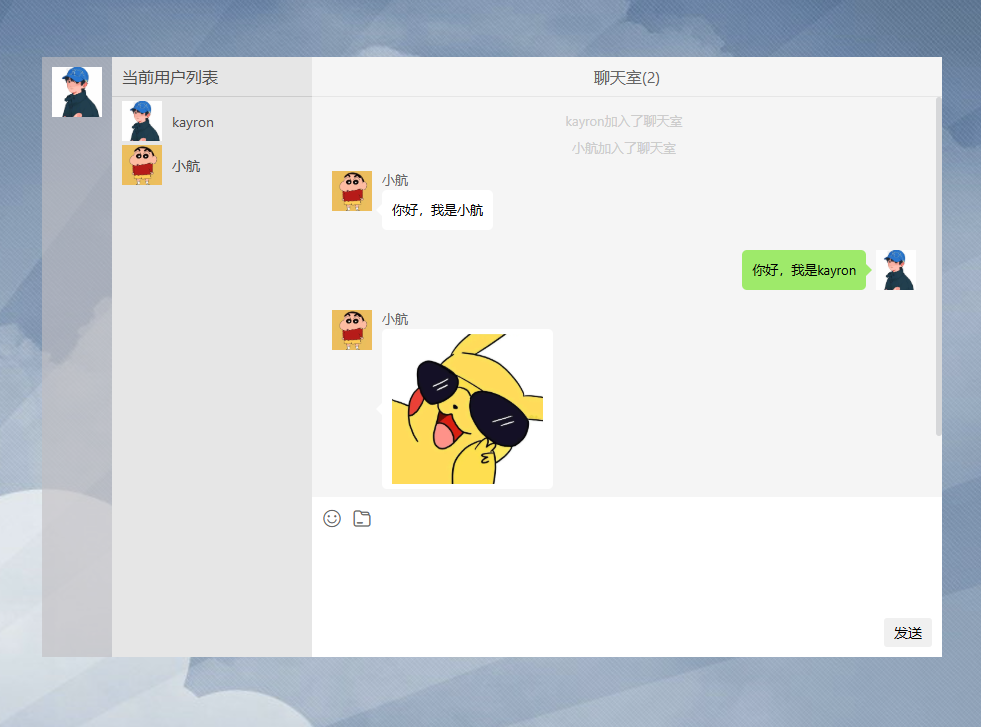 当前用户列表
聊天室(2)
kayron
小航
kayron加入了聊天室
小航加入了聊天室
小航
你好，我是小航
你好，我是kayron
小航
发送